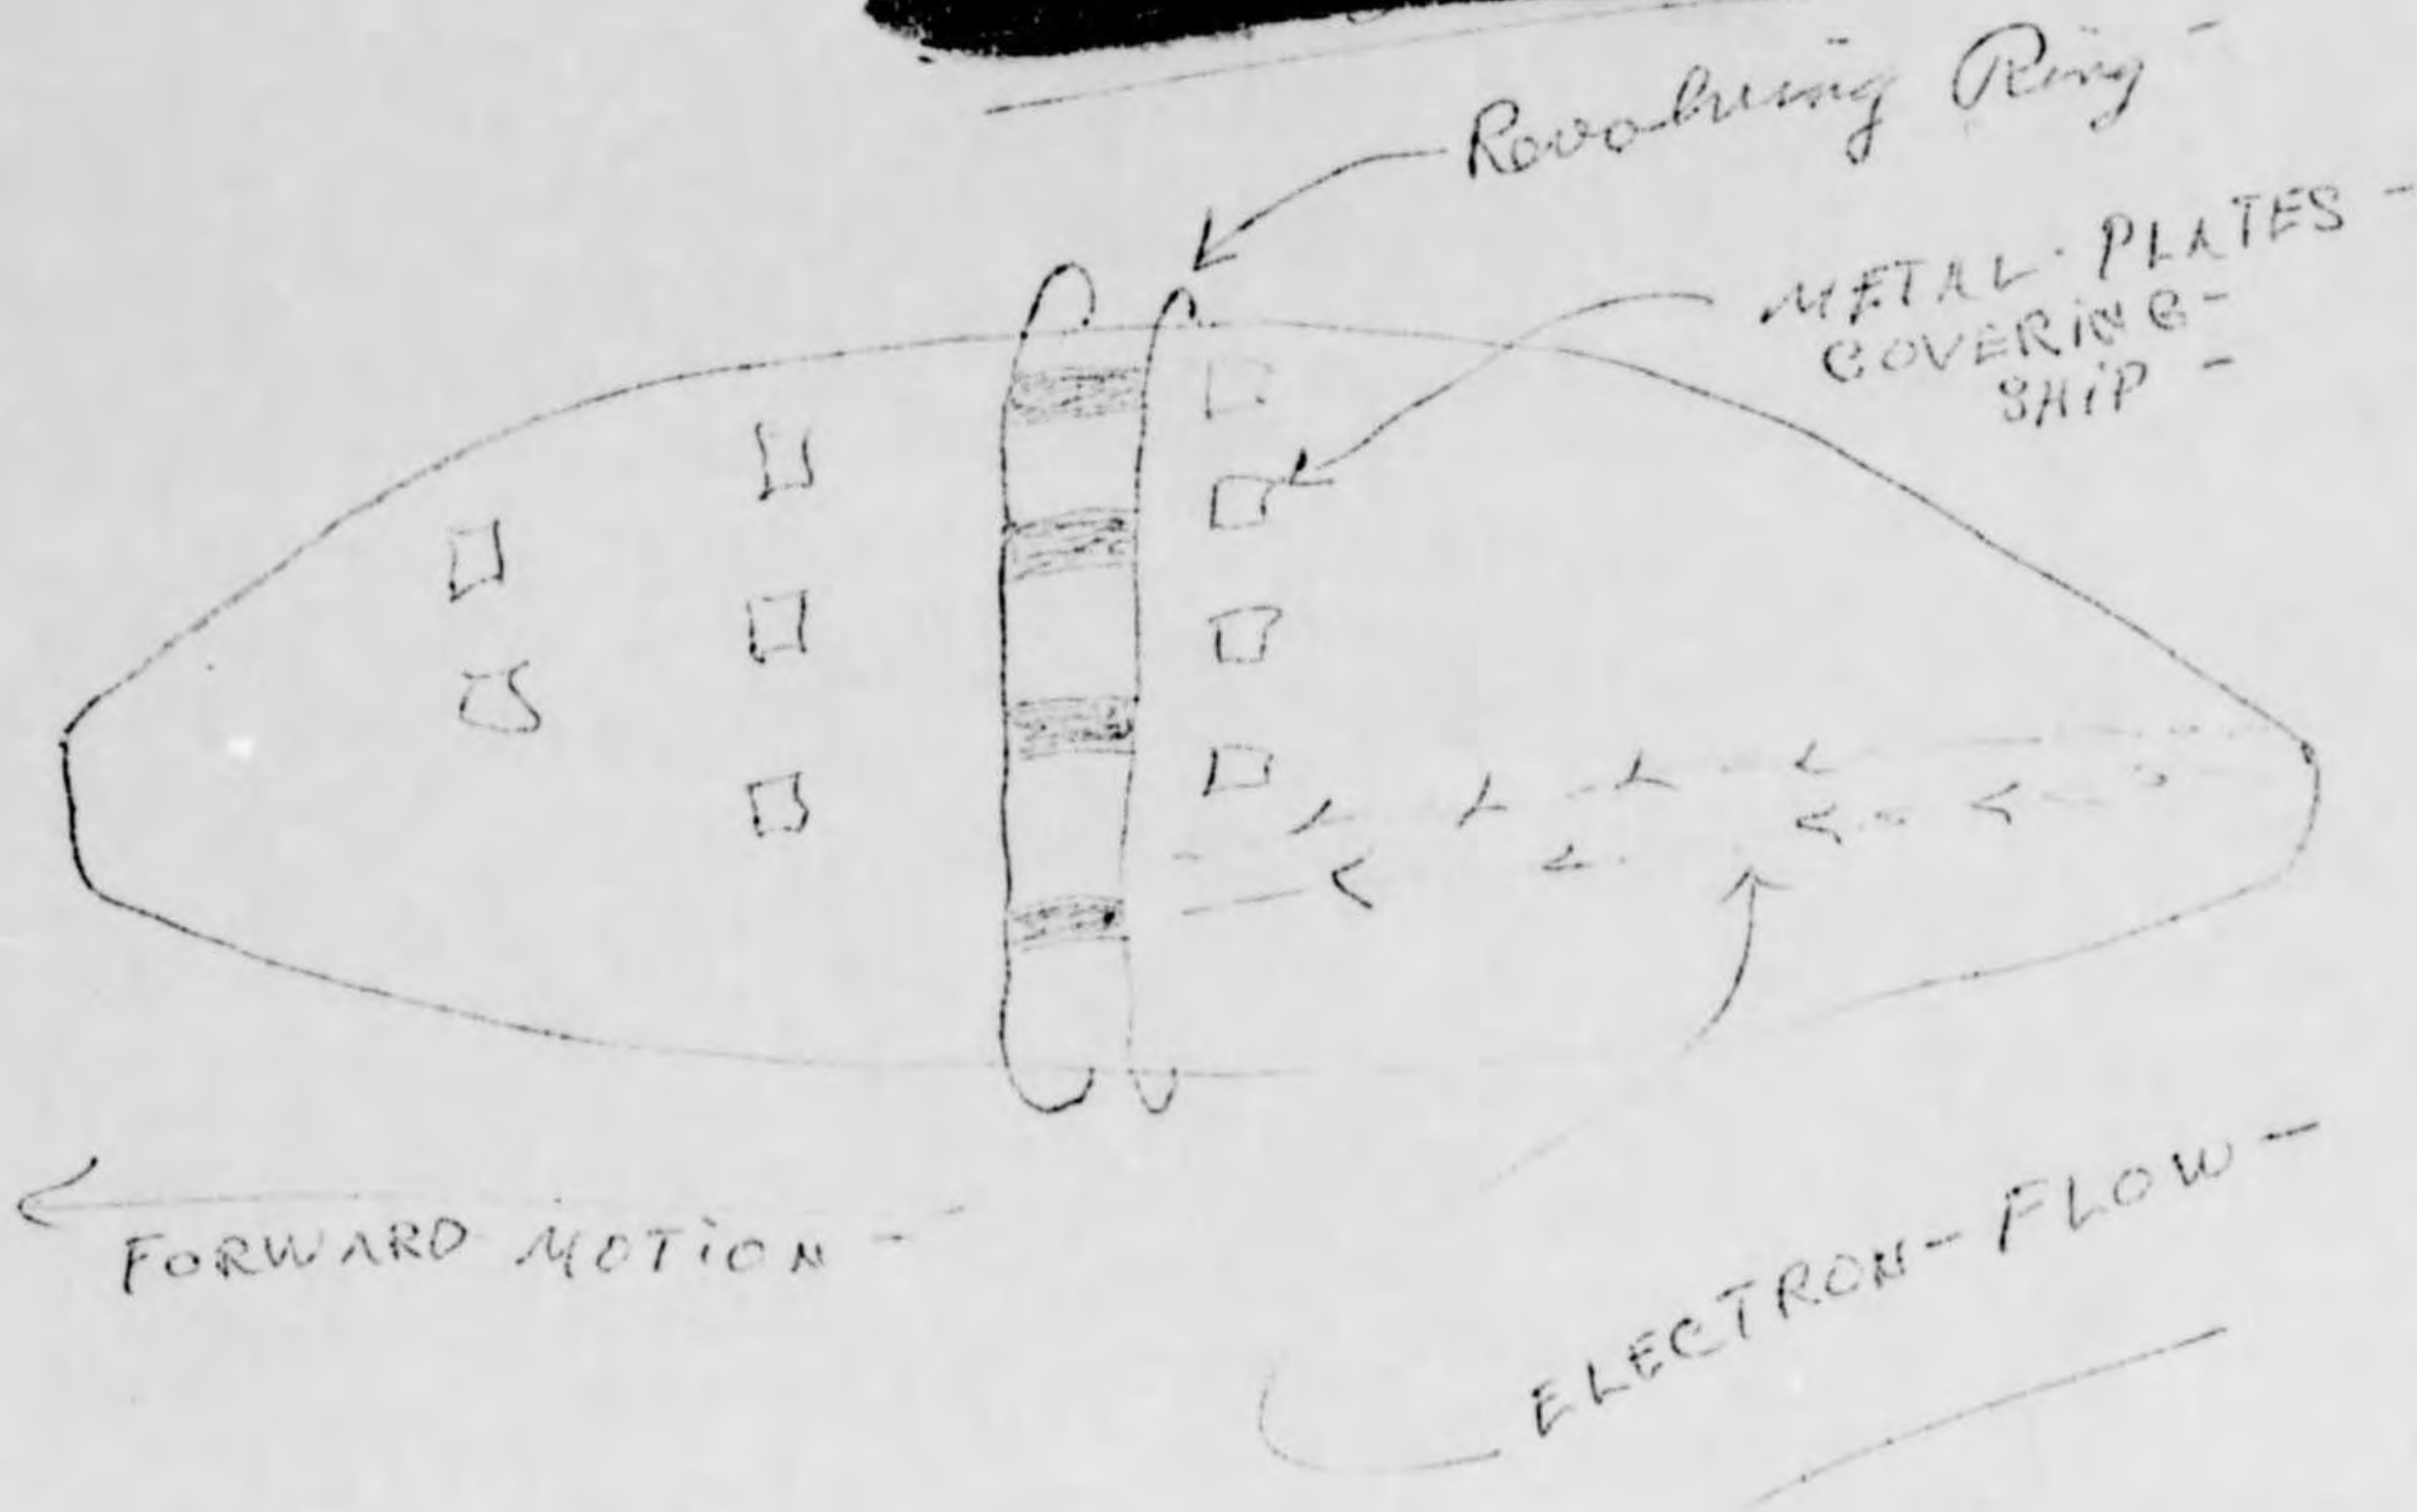 Revolving Ring -
METAL - PLATES -
COVERING -
SHiP -
FORWARD MOTiON -
ELECTRON - FLOW -